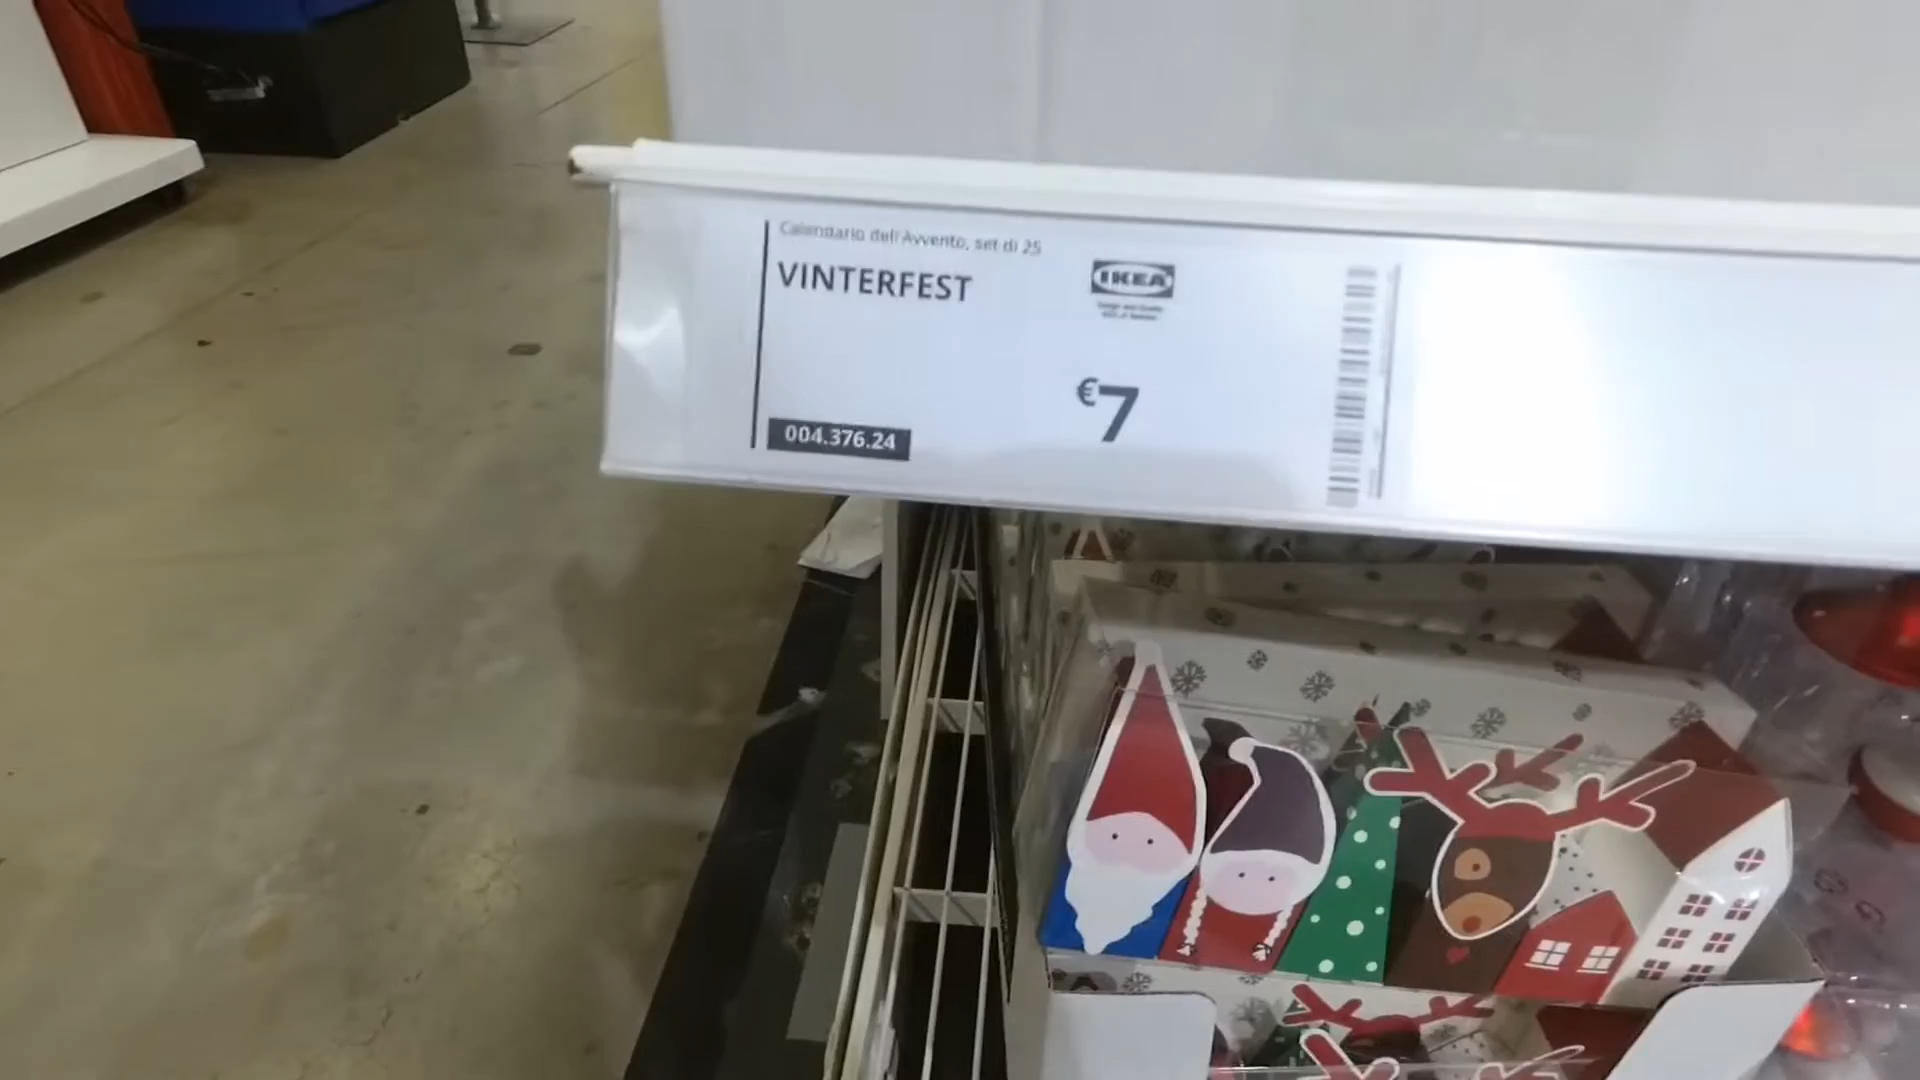 Calendario dell'Avvento, set di 25
VINTERFEST
IKEA
€7
004.376.24